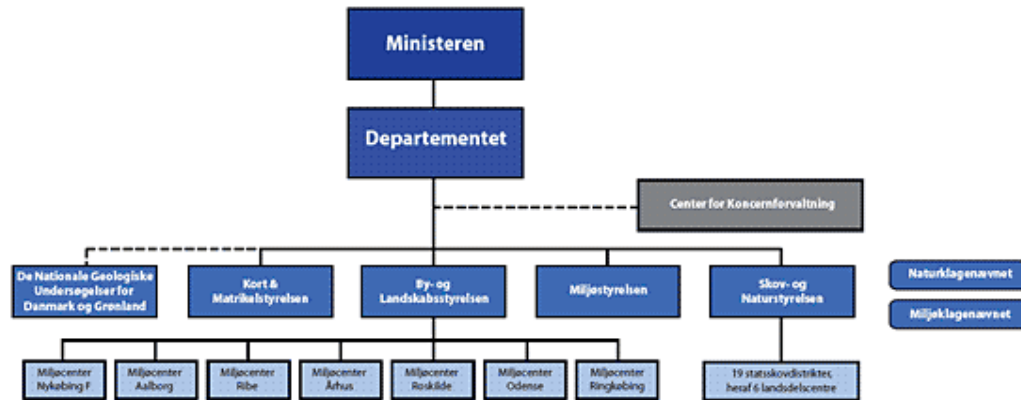 Ministeren
Departementet
Center for Koncernforvaltning
De Nationale Geologiske
Undersøgelser for
Danmark og Grønland
Kort &
Matrikelstyrelsen
By- og
Landskabsstyrelsen
Miljøstyrelsen
Skov- og
Naturstyrelsen
Naturklagenævnet
Miljøklagenævnet
Miljøcenter
Nykøbing F
Miljøcenter
Aalborg
Miljøcenter
Ribe
Miljøcenter
Århus
Miljøcenter
Roskilde
Miljøcenter
Odense
Miljøcenter
Ringkøbing
19 statsskovdistrikter,
heraf 6 landsdelscentre